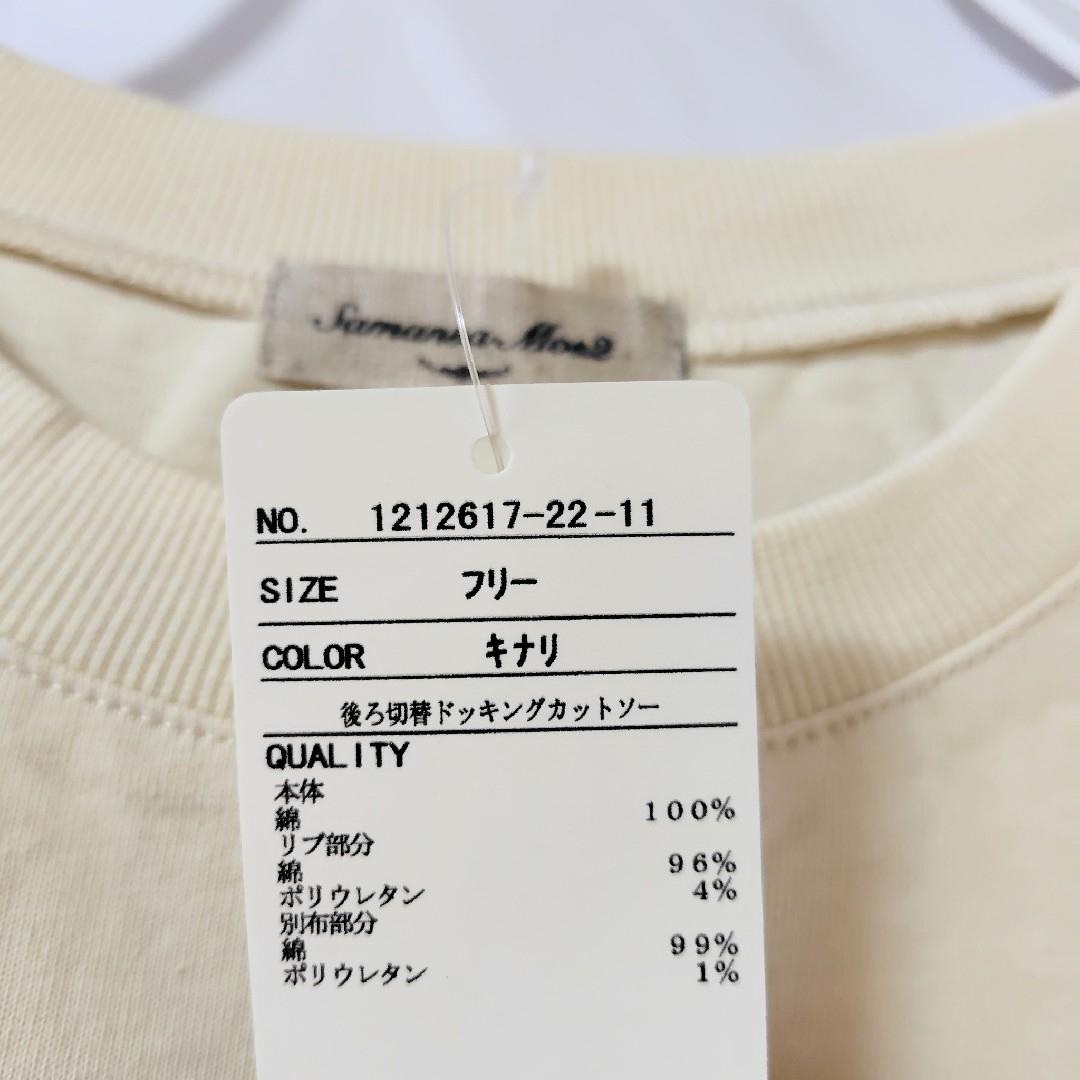 Samansa Mos2
NO. 1212617-22-11
SIZE フリー
COLOR キナリ
後ろ切替ドッキングカットソー
QUALITY
本体
綿 100%
リブ部分
綿 96%
ポリウレタン 4%
別布部分
綿 99%
ポリウレタン 1%